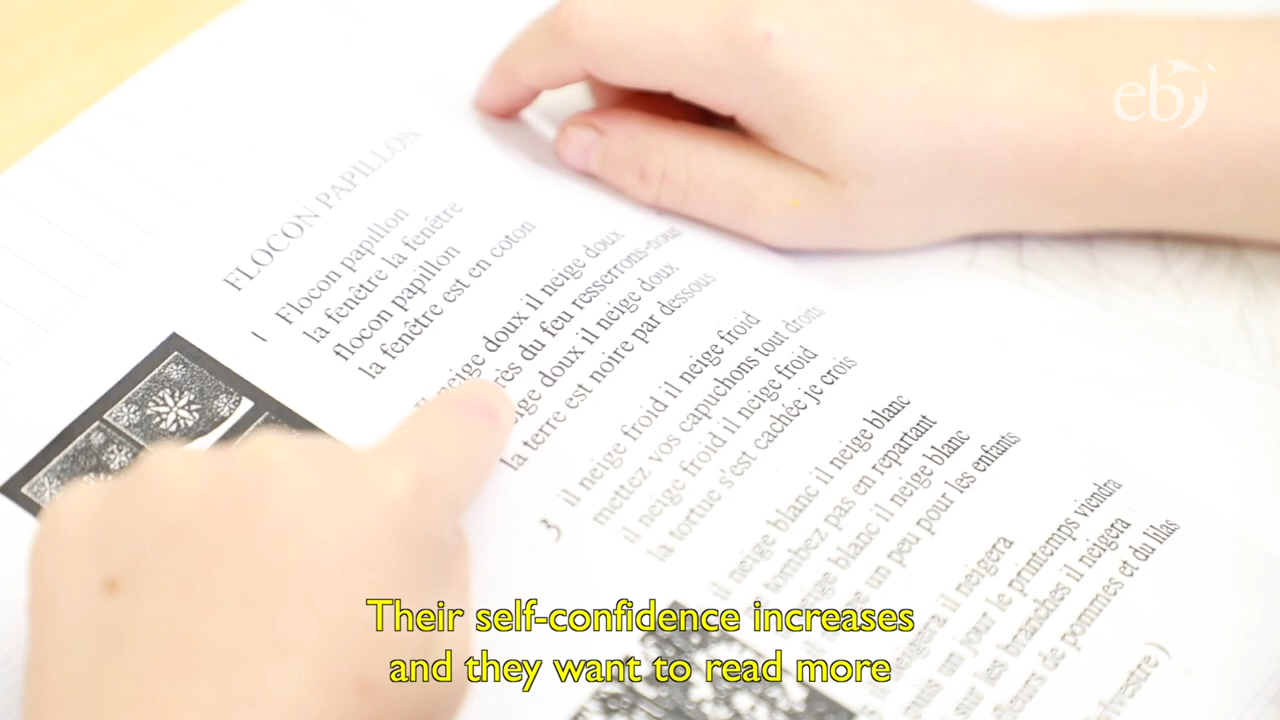 eb
FLOCON PAPILLON
1 Flocon papillon
la fenêtre la fenêtre
flocon papillon
la fenêtre est en coton
neige doux il neige doux
du feu resserrons-nous
doux il neige doux
la terre est noire par dessous
3 il neige froid il neige froid
mettez vos capuchons tout droits
il neige froid il neige froid
la tortue s'est cachée je crois
il neige blanc il neige blanc
tombez pas en repartant
neige blanc il neige blanc
un peu pour les enfants
il neigera
un jour le printemps viendra
sur les branches il neigera
de pommes et du lilas
Their self-confidence increases
and they want to read more